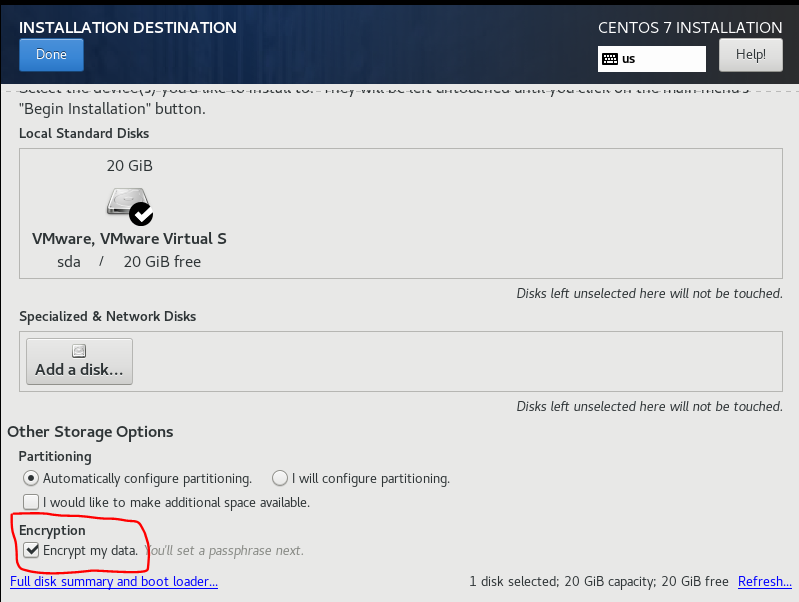 INSTALLATION DESTINATION
CENTOS 7 INSTALLATION
Done
us
Help!
Select the device(s) you'd like to install to. They will be left untouched until you click on the main menu's
"Begin Installation" button.
Local Standard Disks
20 GiB
VMware, VMware Virtual S
sda / 20 GiB free
Disks left unselected here will not be touched.
Specialized & Network Disks
Add a disk...
Disks left unselected here will not be touched.
Other Storage Options
Partitioning
Automatically configure partitioning. I will configure partitioning.
I would like to make additional space available.
Encryption
Encrypt my data. You'll set a passphrase next.
Full disk summary and boot loader... 1 disk selected; 20 GiB capacity; 20 GiB free Refresh...